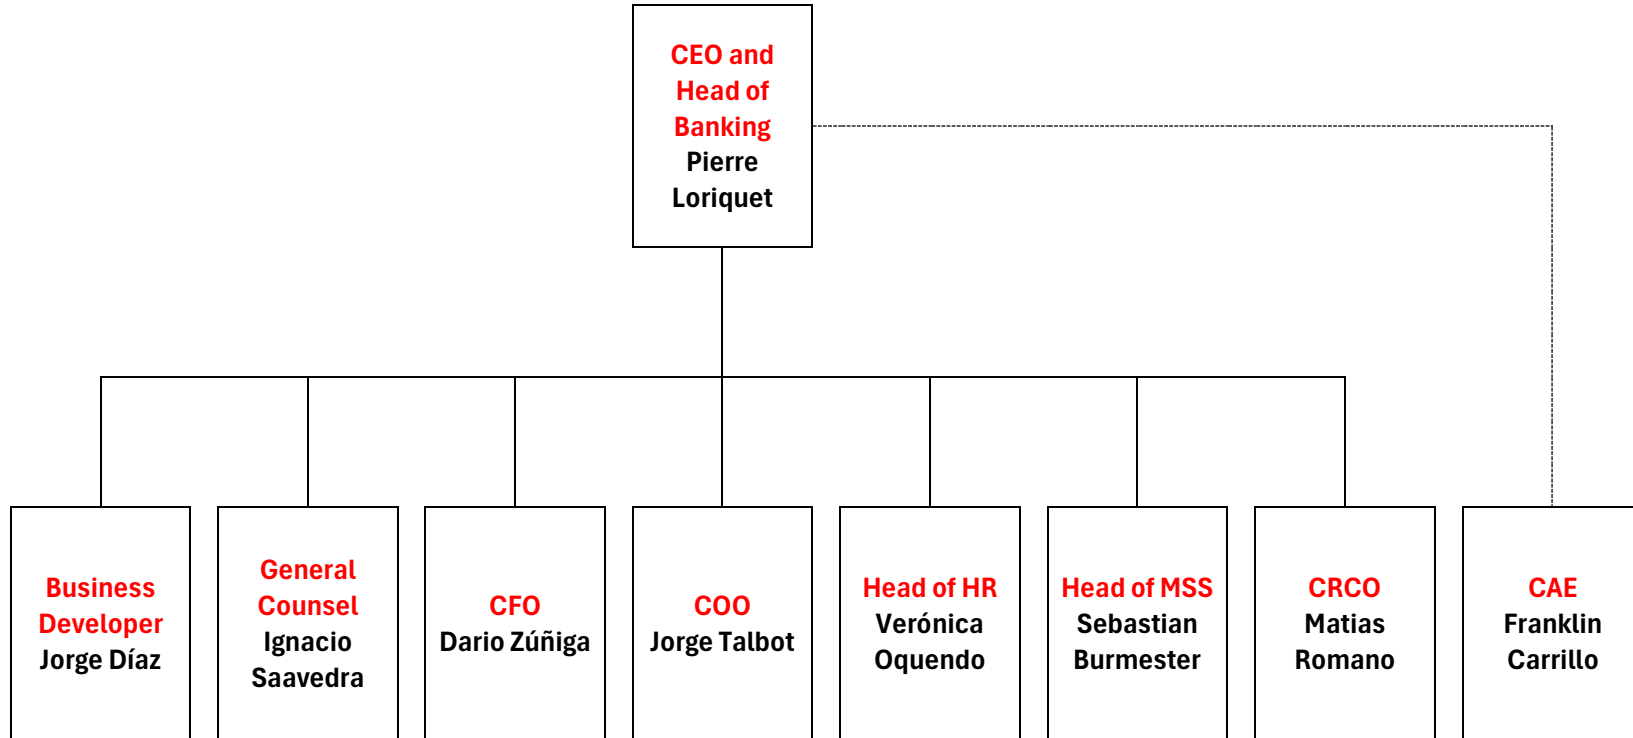 CEO and
Head of
Banking
Pierre
Loriquet
Business
Developer
Jorge Díaz
General
Counsel
Ignacio
Saavedra
CFO
Dario Zúñiga
COO
Jorge Talbot
Head of HR
Verónica
Oquendo
Head of MSS
Sebastian
Burmester
CRCO
Matias
Romano
CAE
Franklin
Carrillo